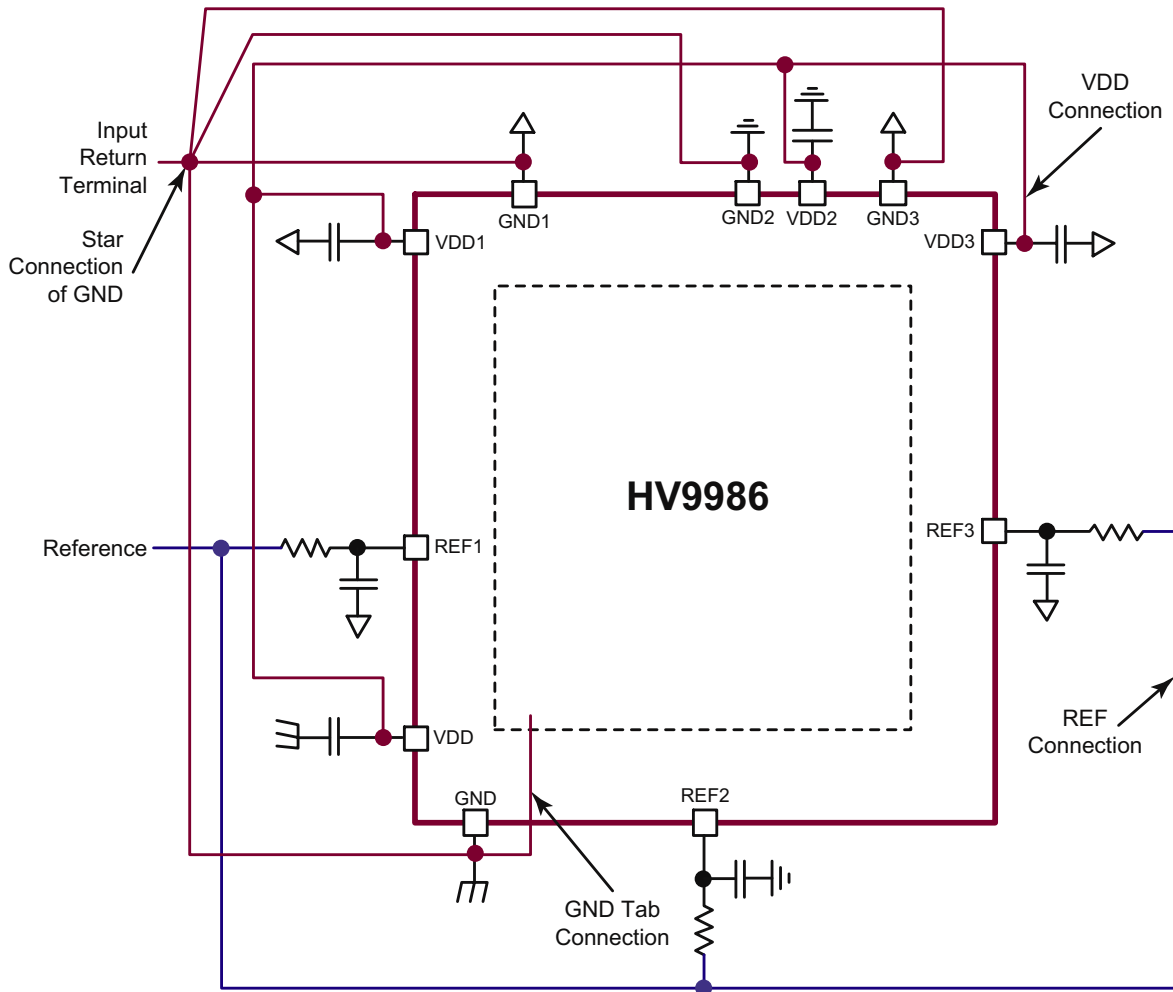 VDD
Connection
Input
Return
Terminal
GND1
GND2
VDD2
GND3
Star
Connection
of GND
VDD1
VDD3
HV9986
Reference
REF1
REF3
VDD
REF
Connection
GND
REF2
GND Tab
Connection